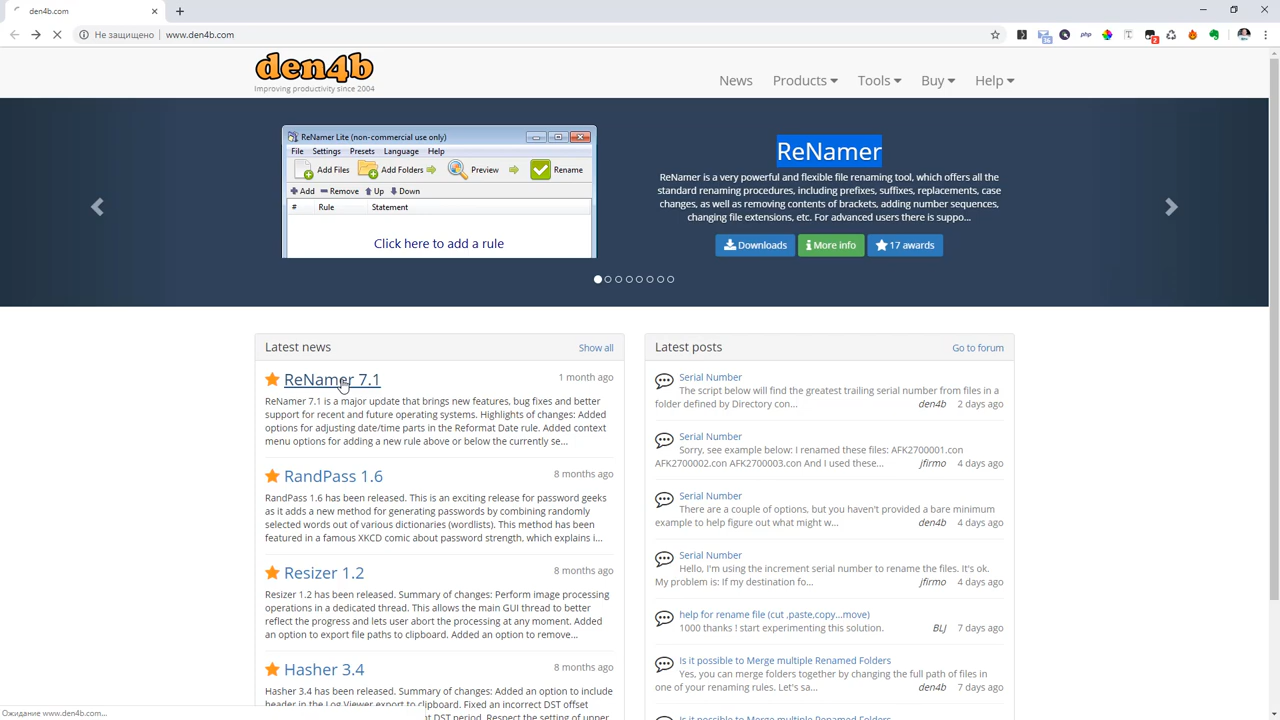 den4b.com
Не защищено
www.den4b.com
36
php
2
den4b
Improving productivity since 2004
News
Products
Tools
Buy
Help
ReNamer Lite (non-commercial use only)
File Settings Presets Language Help
Add Files Add Folders Preview Rename
Add Remove Up Down
# Rule Statement
Click here to add a rule
ReNamer
ReNamer is a very powerful and flexible file renaming tool, which offers all the
standard renaming procedures, including prefixes, suffixes, replacements, case
changes, as well as removing contents of brackets, adding number sequences,
changing file extensions, etc. For advanced users there is suppo...
Downloads
More info
17 awards
Latest news
Show all
ReNamer 7.1
1 month ago
ReNamer 7.1 is a major update that brings new features, bug fixes and better
support for recent and future operating systems. Highlights of changes: Added
options for adjusting date/time parts in the Reformat Date rule. Added context
menu options for adding a new rule above or below the currently se...
RandPass 1.6
8 months ago
RandPass 1.6 has been released. This is an exciting release for password geeks
as it adds a new method for generating passwords by combining randomly
selected words out of various dictionaries (wordlists). This method has been
featured in a famous XKCD comic about password strength, which explains i...
Resizer 1.2
8 months ago
Resizer 1.2 has been released. Summary of changes: Perform image processing
operations in a dedicated thread. This allows the main GUI thread to better
reflect the progress and lets user abort the processing at any moment. Added
an option to export file paths to clipboard. Added an option to remove...
Hasher 3.4
8 months ago
Hasher 3.4 has been released. Summary of changes: Added an option to include
header in the Log Viewer export to clipboard. Fixed an incorrect DST offset
DST period. Respect the setting of upper
Latest posts
Go to forum
Serial Number
The script below will find the greatest trailing serial number from files in a
folder defined by Directory con...
den4b 2 days ago
Serial Number
Sorry, see example below: I renamed these files: AFK2700001.con
AFK2700002.con AFK2700003.con And I used these...
jfirmo 4 days ago
Serial Number
There are a couple of options, but you haven't provided a bare minimum
example to help figure out what might w...
den4b 4 days ago
Serial Number
Hello, I'm using the increment serial number to rename the files. It's ok.
My problem is: If my destination fo...
jfirmo 4 days ago
help for rename file (cut ,paste,copy...move)
1000 thanks ! start experimenting this solution.
BLJ 7 days ago
Is it possible to Merge multiple Renamed Folders
Yes, you can merge folders together by changing the full path of files in
one of your renaming rules. Let's sa...
den4b 7 days ago
Is it possible to Merge multiple Renamed Folders
Ожидание www.den4b.com...